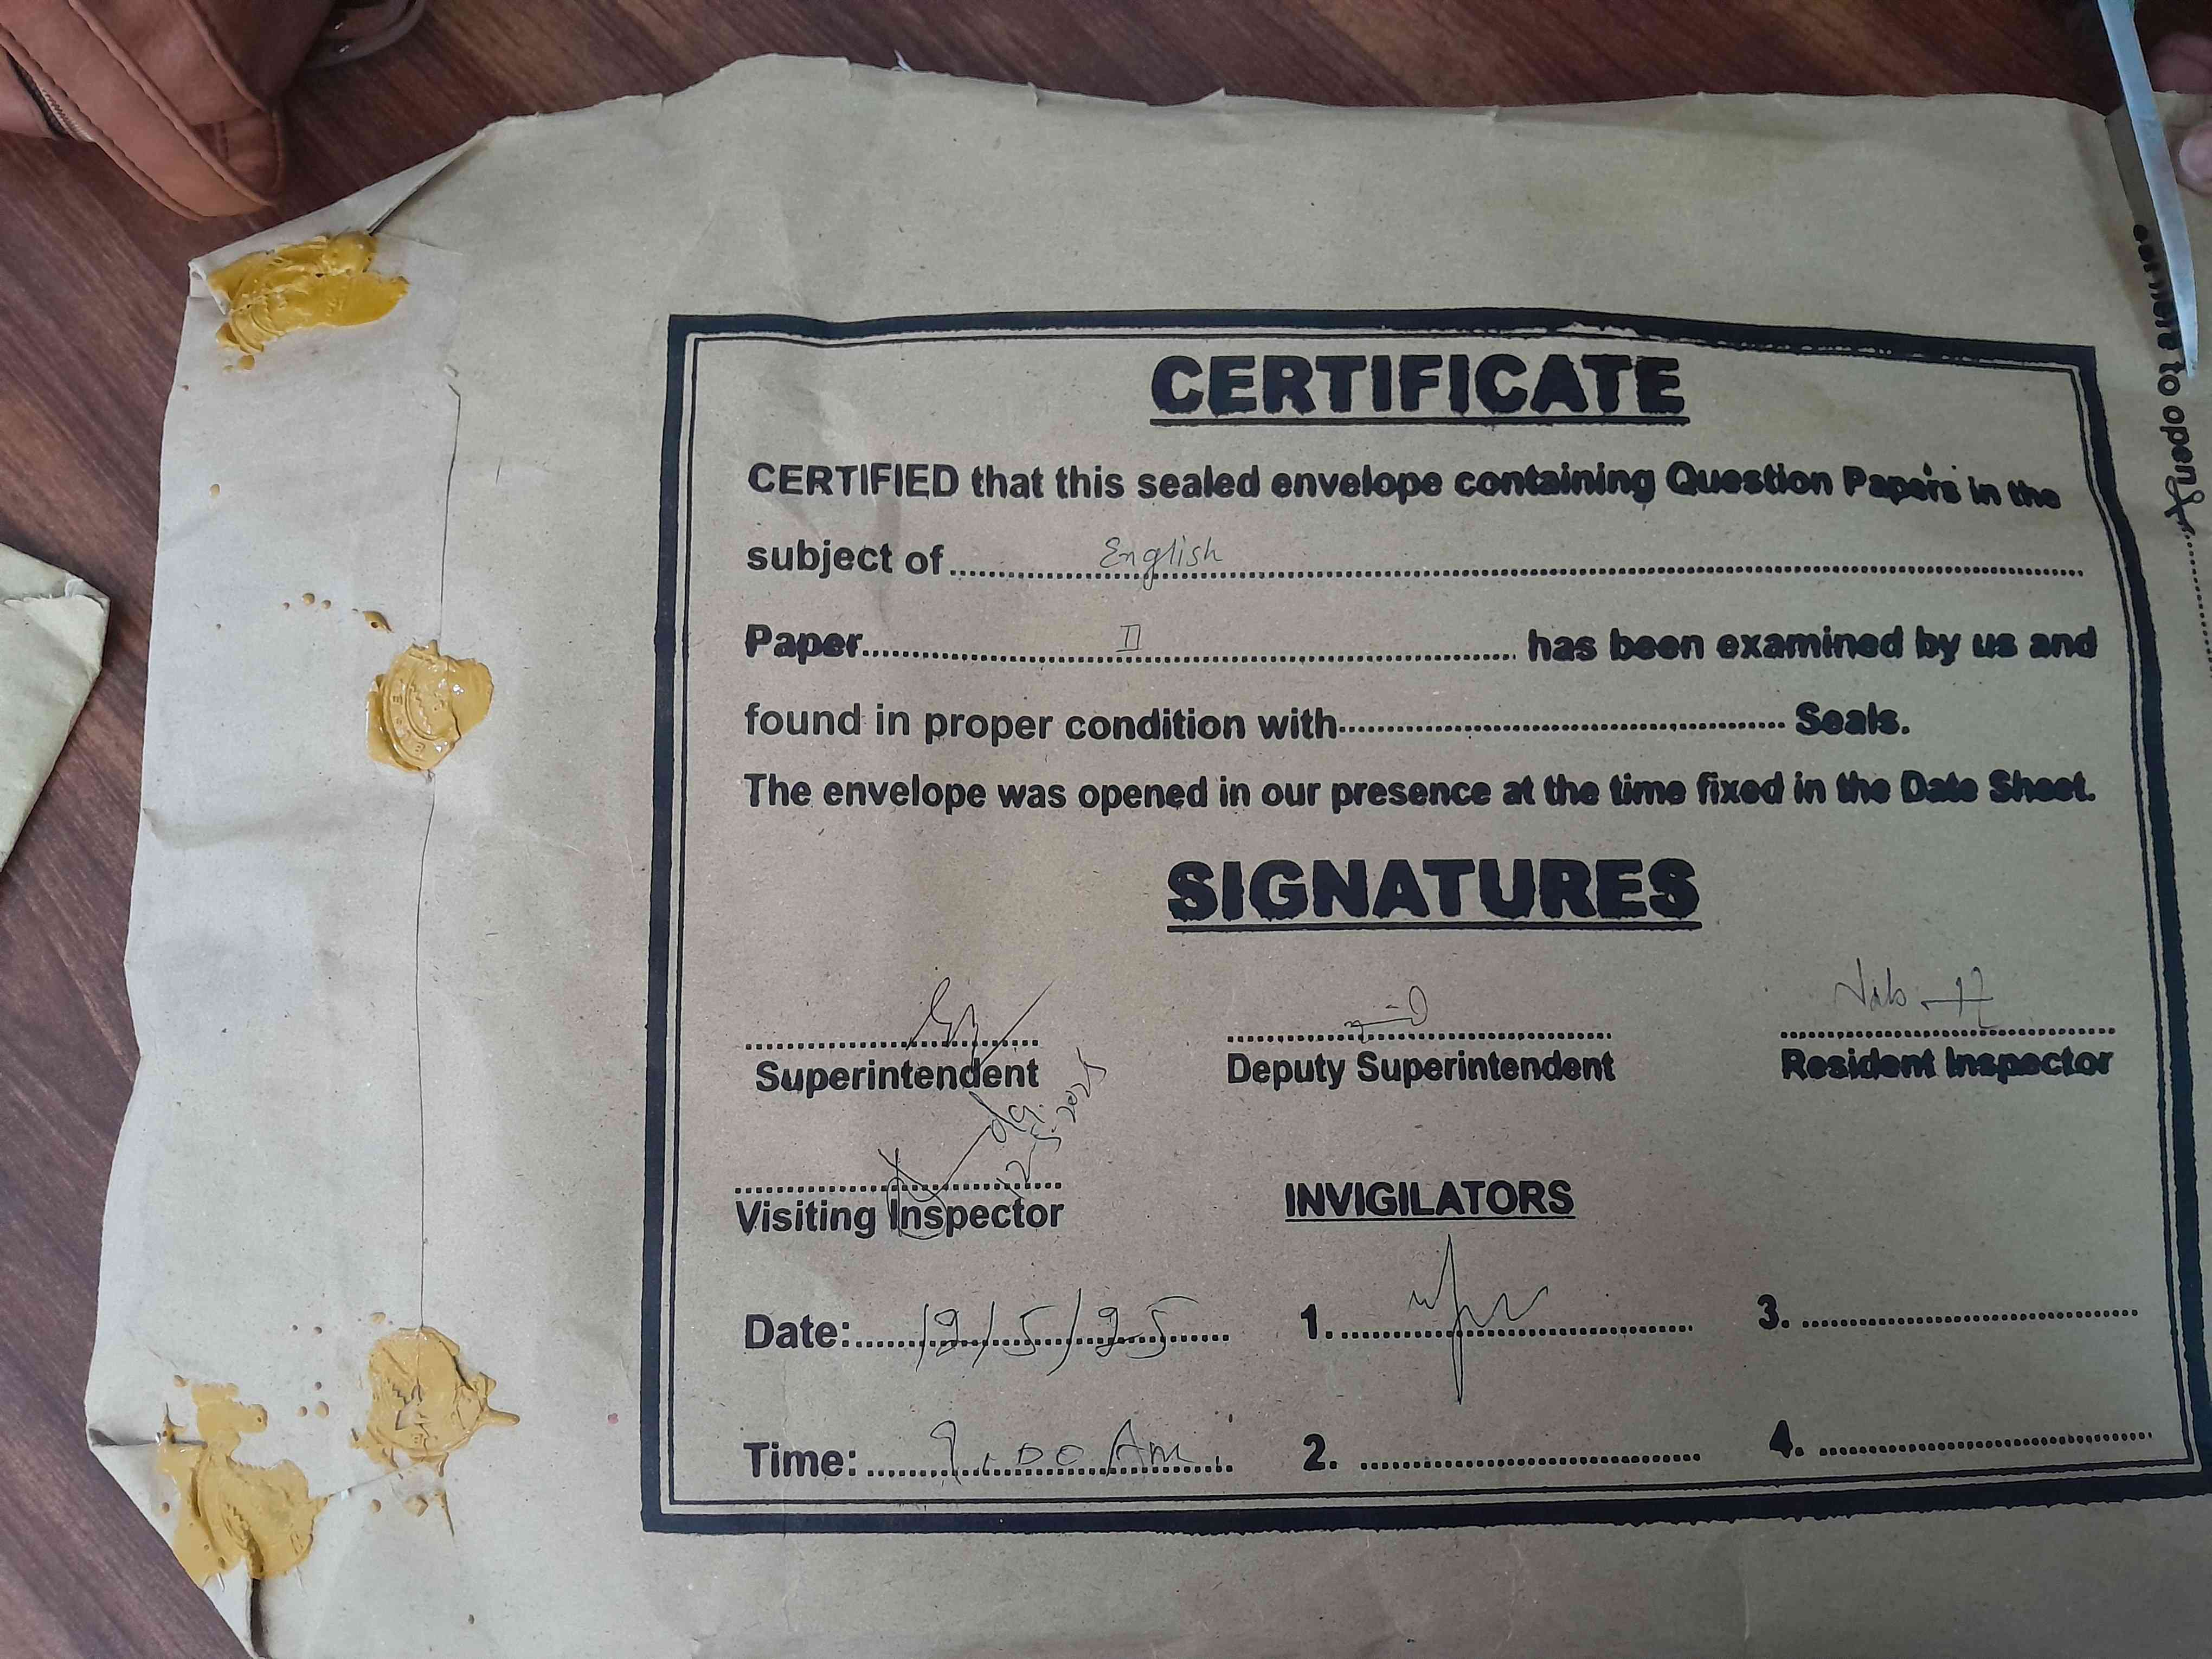 CERTIFICATE
CERTIFIED that this sealed envelope containing Question Papers in the
subject of English
Paper II has been examined by us and
found in proper condition with Seals.
The envelope was opened in our presence at the time fixed in the Date Sheet.
SIGNATURES
Superintendent Deputy Superintendent Resident Inspector
Visiting Inspector INVIGILATORS
Date: 12/5/25 1. 3.
Time: 9:00 Am. 2. 4.
to open